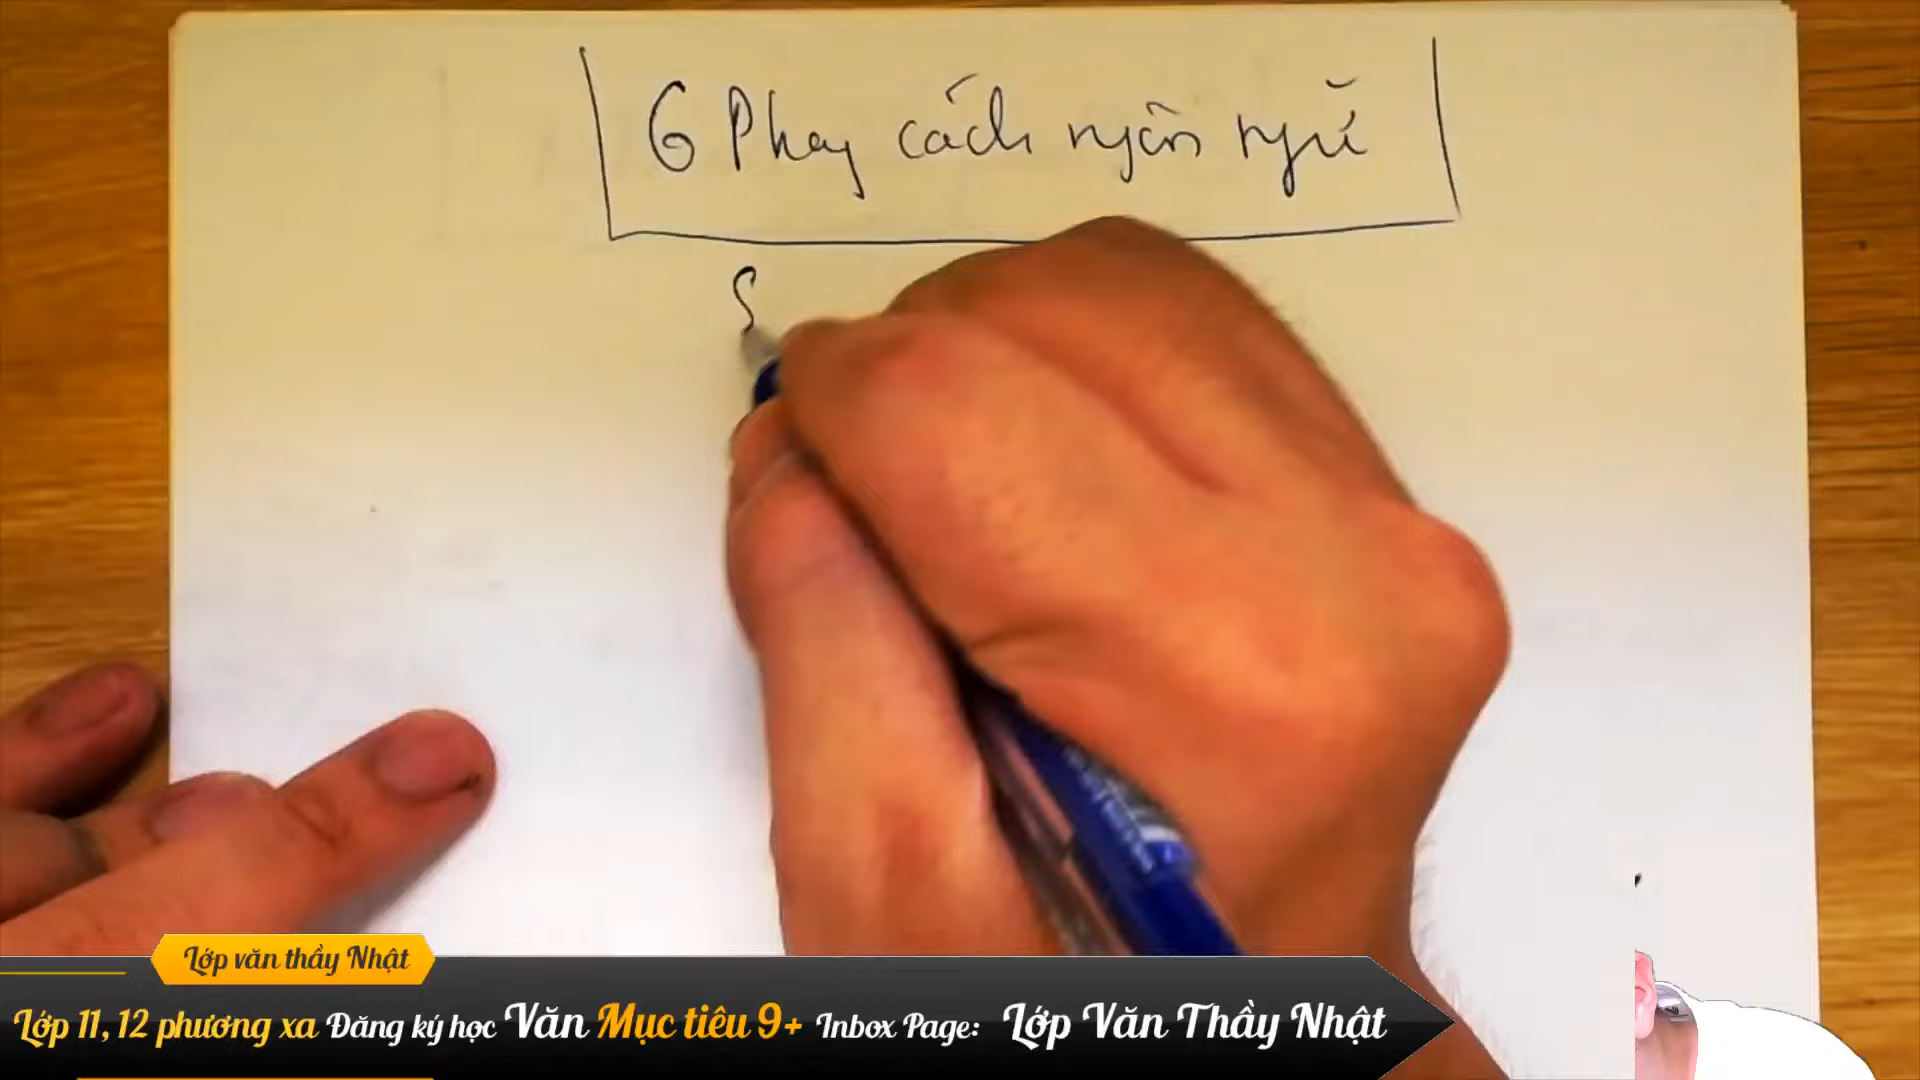 6 Phong cách ngôn ngữ
S
Lớp văn thầy Nhật
Lớp 11, 12 phương xa Đăng ký học Văn Mục tiêu 9+ Inbox Page: Lớp Văn Thầy Nhật